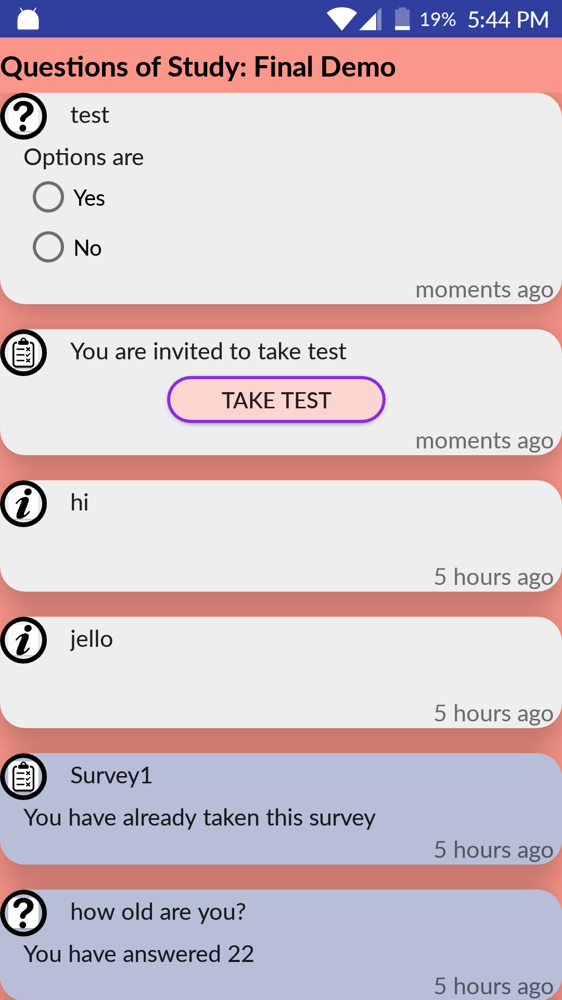 19% 5:44 PM
Questions of Study: Final Demo
test
Options are
Yes
No
moments ago
You are invited to take test
TAKE TEST
moments ago
hi
5 hours ago
jello
5 hours ago
Survey1
You have already taken this survey
5 hours ago
how old are you?
You have answered 22
5 hours ago